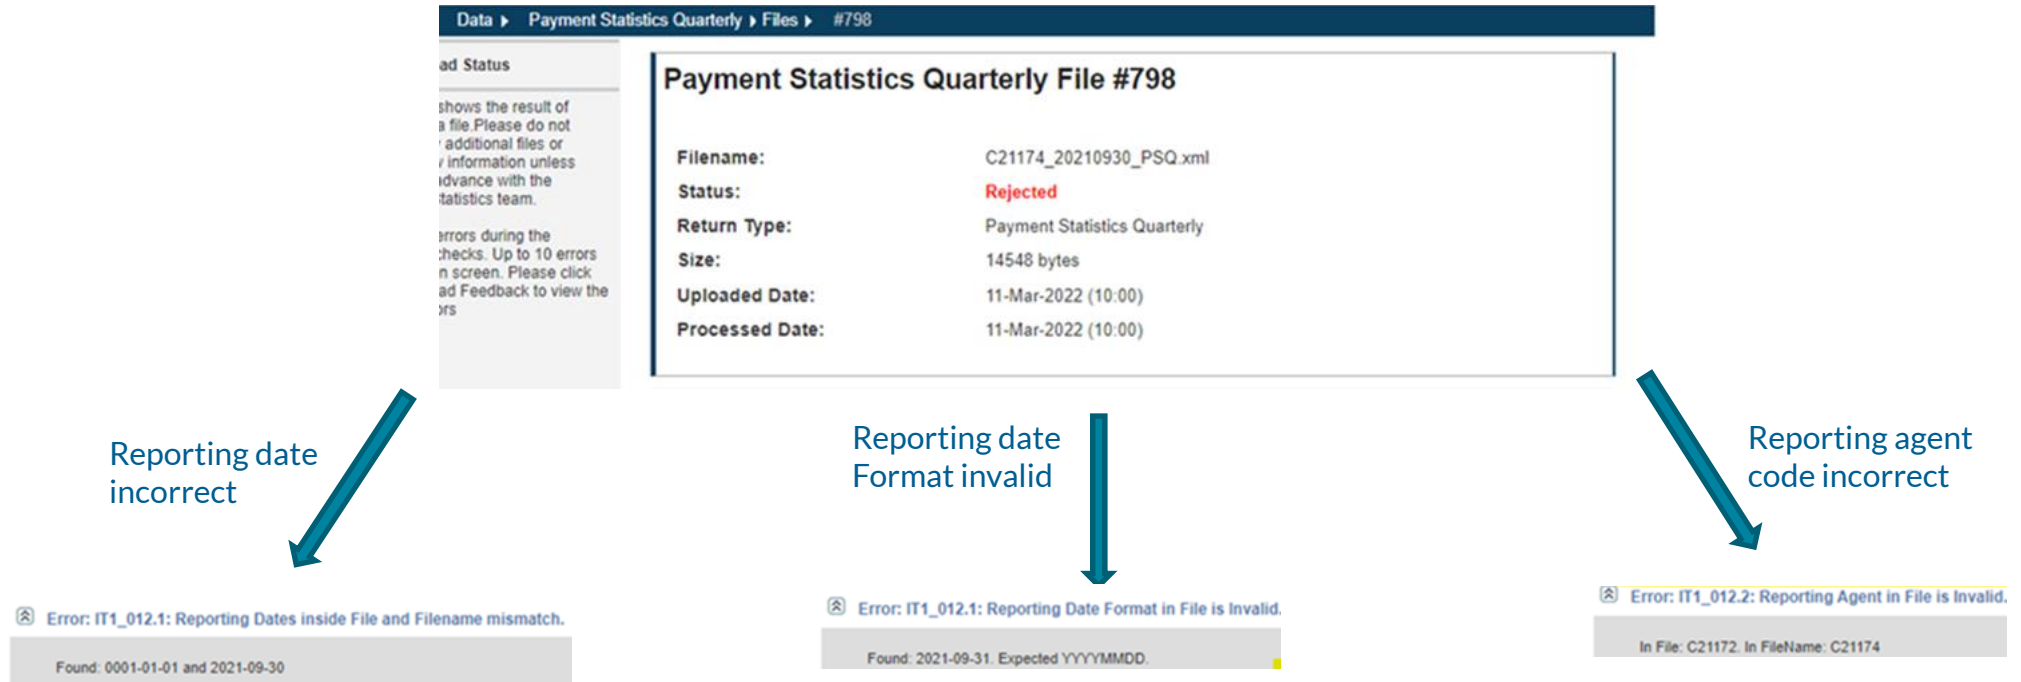 Data ▸ Payment Statistics Quarterly ▸ Files ▸ #798
ad Status
shows the result of
a file.Please do not
additional files or
information unless
advance with the
statistics team.
errors during the
checks. Up to 10 errors
n screen. Please click
ad Feedback to view the
ors
Payment Statistics Quarterly File #798
Filename: C21174_20210930_PSQ.xml
Status: Rejected
Return Type: Payment Statistics Quarterly
Size: 14548 bytes
Uploaded Date: 11-Mar-2022 (10:00)
Processed Date: 11-Mar-2022 (10:00)
Reporting date
incorrect
Reporting date
Format invalid
Reporting agent
code incorrect
Error: IT1_012.1: Reporting Dates inside File and Filename mismatch.
Found: 0001-01-01 and 2021-09-30
Error: IT1_012.1: Reporting Date Format in File is Invalid.
Found: 2021-09-31. Expected YYYYMMDD.
Error: IT1_012.2: Reporting Agent in File is Invalid.
In File: C21172. In FileName: C21174